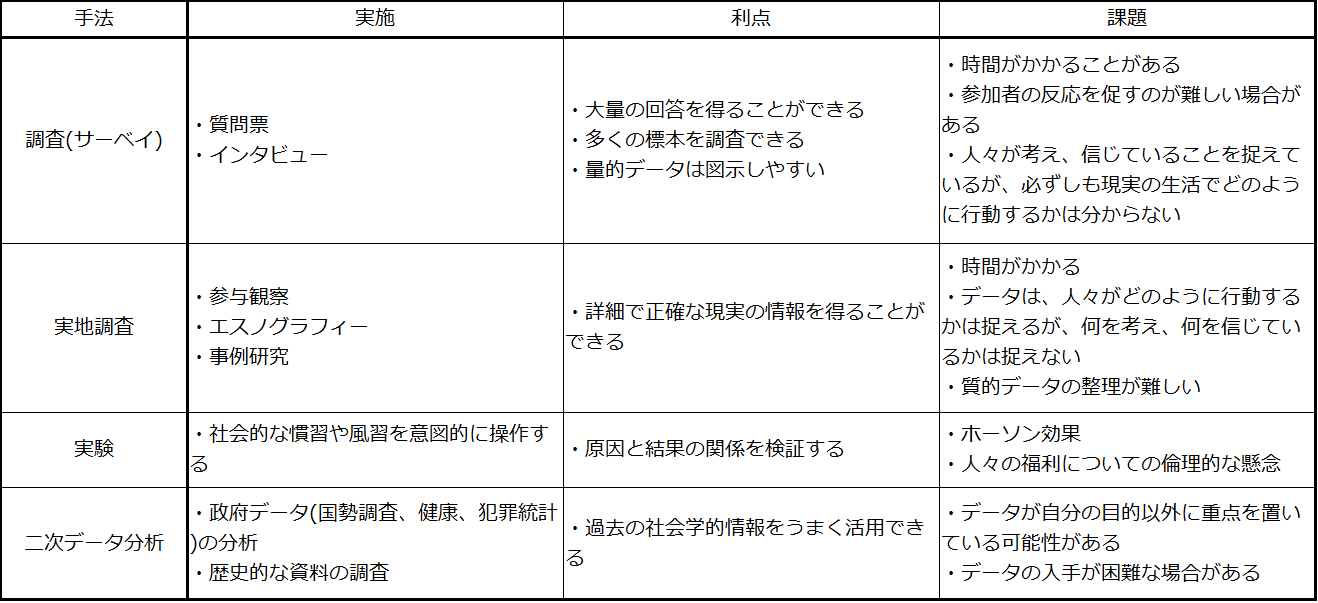 手法
実施
利点
課題
調査(サーベイ)
・質問票
・インタビュー
・大量の回答を得ることができる
・多くの標本を調査できる
・量的データは図示しやすい
・時間がかかることがある
・参加者の反応を促すのが難しい場合が
ある
・人々が考え、信じていることを捉えて
いるが、必ずしも現実の生活でどのよう
に行動するかは分からない
実地調査
・参与観察
・エスノグラフィー
・事例研究
・詳細で正確な現実の情報を得ることが
できる
・時間がかかる
・データは、人々がどのように行動する
かは捉えるが、何を考え、何を信じてい
るかは捉えない
・質的データの整理が難しい
実験
・社会的な慣習や風習を意図的に操作す
る
・原因と結果の関係を検証する
・ホーソン効果
・人々の福利についての倫理的な懸念
二次データ分析
・政府データ(国勢調査、健康、犯罪統計
)の分析
・歴史的な資料の調査
・過去の社会学的情報をうまく活用でき
る
・データが自分の目的以外に重点を置い
ている可能性がある
・データの入手が困難な場合がある